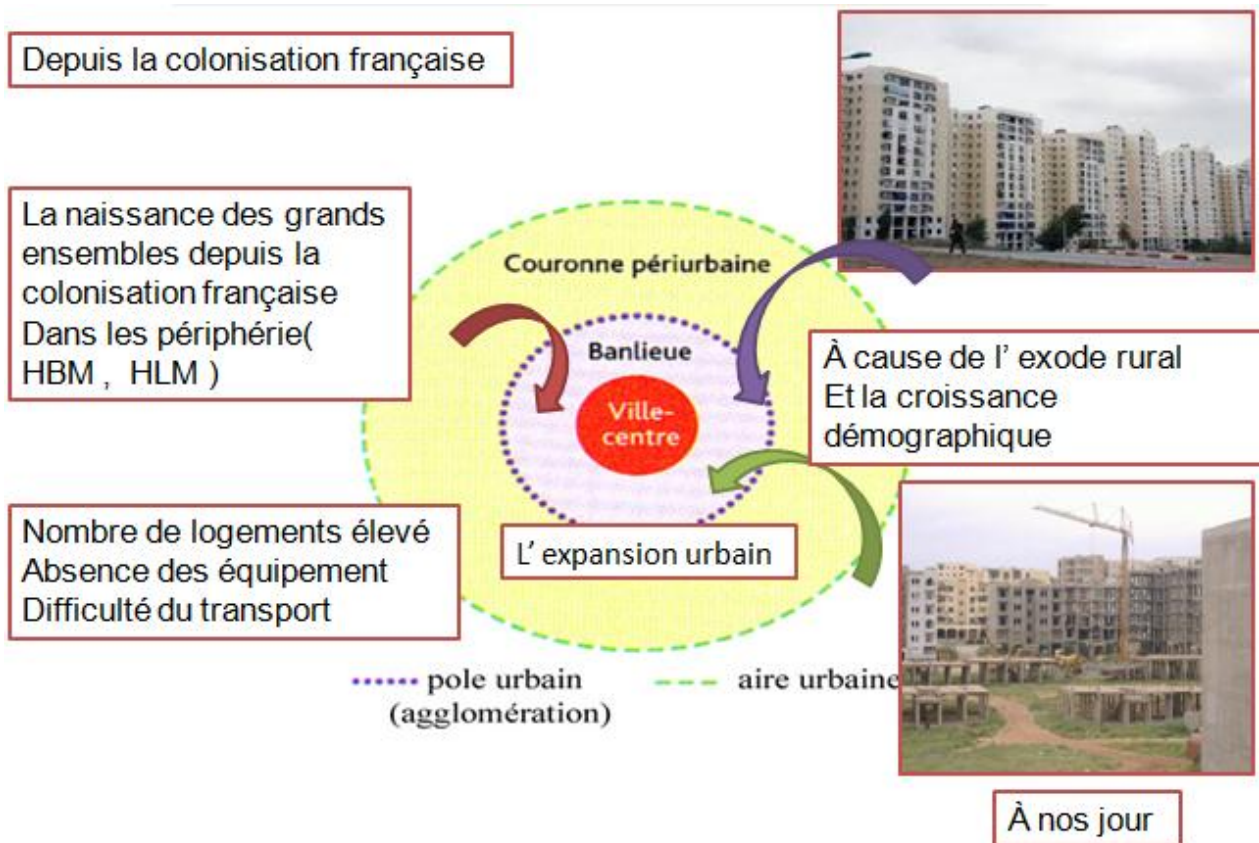 Depuis la colonisation française
La naissance des grands
ensembles depuis la
colonisation française
Dans les périphérie(
HBM , HLM )
Couronne périurbaine
Banlieue
Ville-
centre
À cause de l’ exode rural
Et la croissance
démographique
Nombre de logements élevé
Absence des équipement
Difficulté du transport
L’ expansion urbain
pole urbain
(agglomération)
aire urbaine
À nos jour